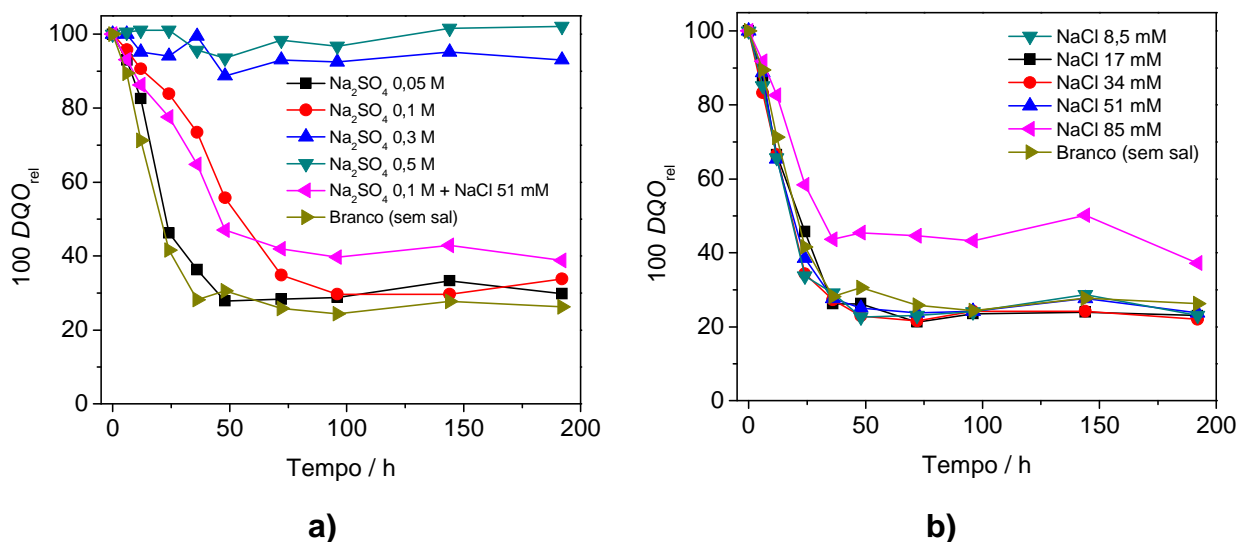 100 DQO_rel
100
80
60
40
20
0
0
50
100
150
200
Tempo / h
Na₂SO₄ 0,05 M
Na₂SO₄ 0,1 M
Na₂SO₄ 0,3 M
Na₂SO₄ 0,5 M
Na₂SO₄ 0,1 M + NaCl 51 mM
Branco (sem sal)
a)
100 DQO_rel
100
80
60
40
20
0
0
50
100
150
200
Tempo / h
NaCl 8,5 mM
NaCl 17 mM
NaCl 34 mM
NaCl 51 mM
NaCl 85 mM
Branco (sem sal)
b)